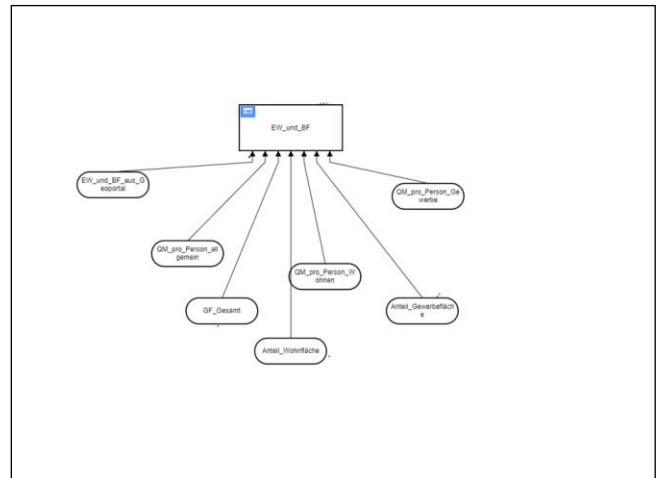 EW_und_BF
EW_und_BF_aus_G
eoportal
QM_pro_Person_Ge
werbe
QM_pro_Person_all
gemein
QM_pro_Person_W
ohnen
GF_Gesamt
Anteil_Gewerbefläch
e
Anteil_Wohnfläche